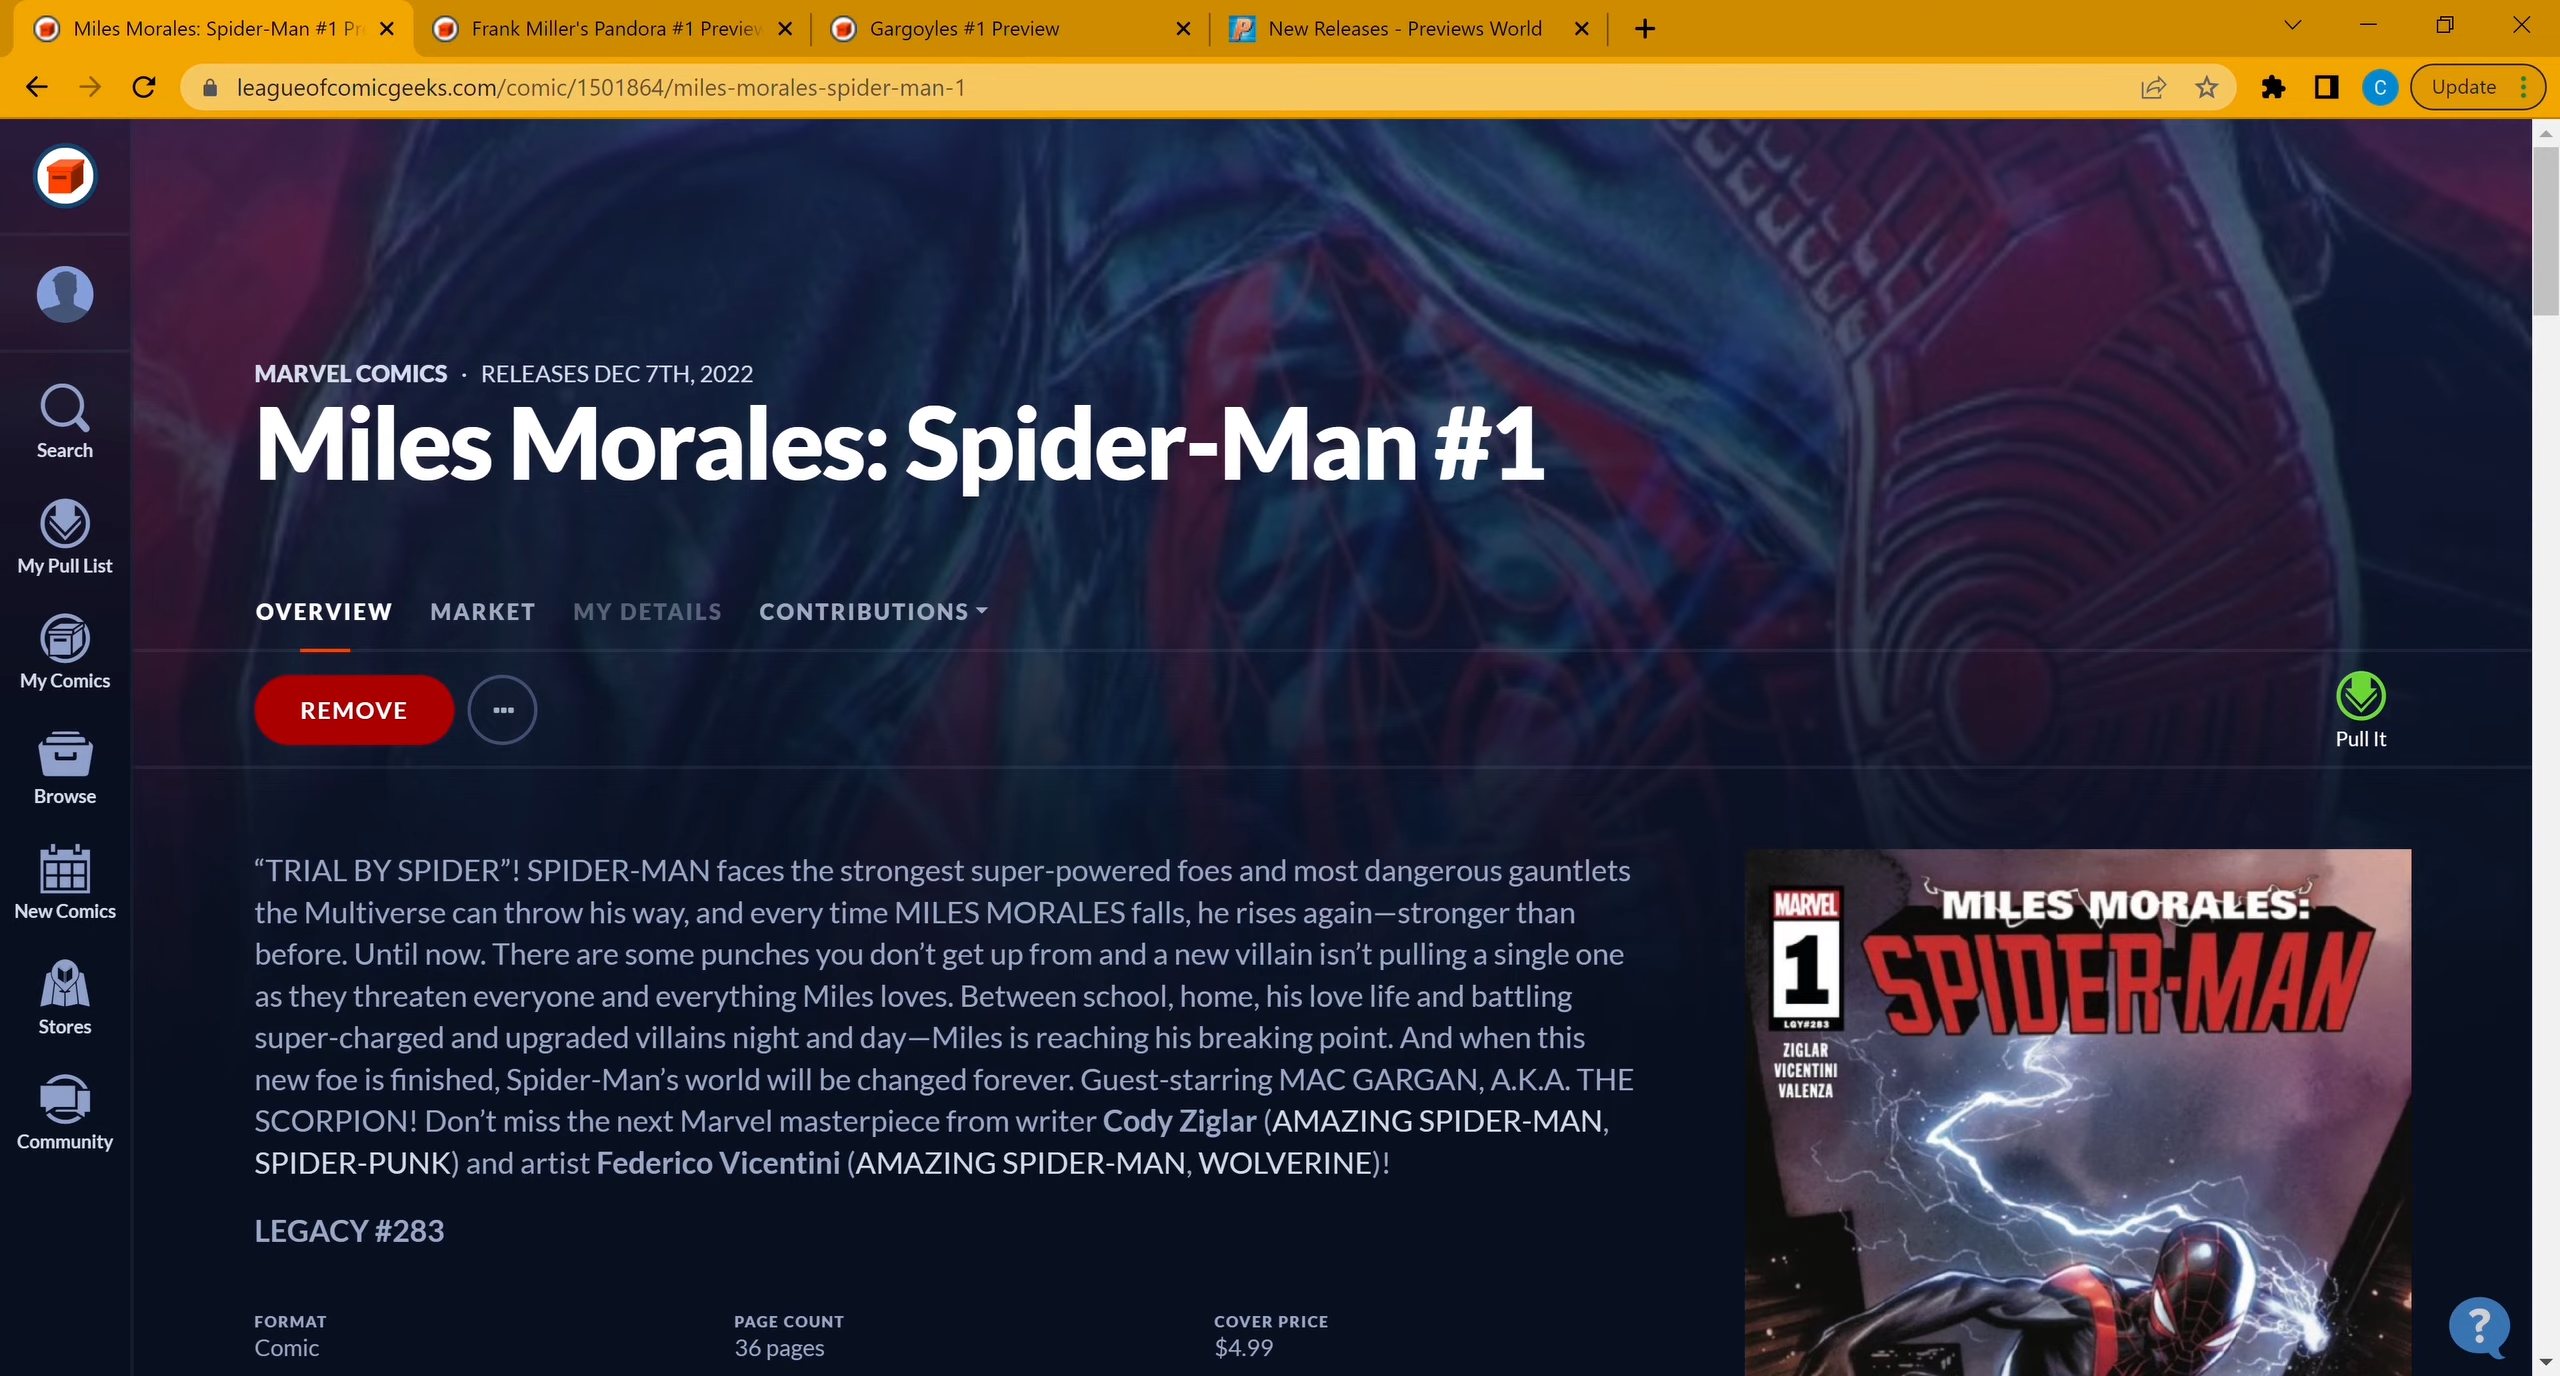 Miles Morales: Spider-Man #1 Pr
Frank Miller's Pandora #1 Preview
Gargoyles #1 Preview
New Releases - Previews World
leagueofcomicgeeks.com/comic/1501864/miles-morales-spider-man-1
C
Update
Search
My Pull List
My Comics
Browse
New Comics
Stores
Community
MARVEL COMICS · RELEASES DEC 7TH, 2022
Miles Morales: Spider-Man #1
OVERVIEW MARKET MY DETAILS CONTRIBUTIONS
REMOVE
Pull It
“TRIAL BY SPIDER”! SPIDER-MAN faces the strongest super-powered foes and most dangerous gauntlets
the Multiverse can throw his way, and every time MILES MORALES falls, he rises again—stronger than
before. Until now. There are some punches you don’t get up from and a new villain isn’t pulling a single one
as they threaten everyone and everything Miles loves. Between school, home, his love life and battling
super-charged and upgraded villains night and day—Miles is reaching his breaking point. And when this
new foe is finished, Spider-Man’s world will be changed forever. Guest-starring MAC GARGAN, A.K.A. THE
SCORPION! Don’t miss the next Marvel masterpiece from writer Cody Ziglar (AMAZING SPIDER-MAN,
SPIDER-PUNK) and artist Federico Vicentini (AMAZING SPIDER-MAN, WOLVERINE)!
LEGACY #283
FORMAT
Comic
PAGE COUNT
36 pages
COVER PRICE
$4.99
MARVEL
1
LGY#283
ZIGLAR
VICENTINI
VALENZA
MILES MORALES:
SPIDER-MAN
?